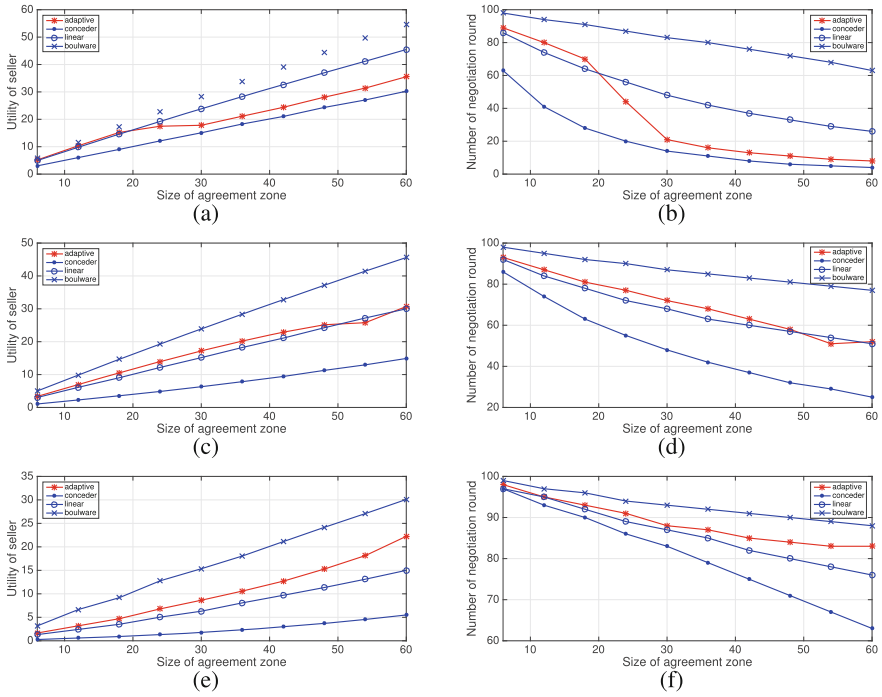 60
50
40
30
20
10
0
10 20 30 40 50 60
Utility of seller
Size of agreement zone
adaptive
conceder
linear
boulware
(a)
100
80
60
40
20
0
10 20 30 40 50 60
Number of negotiation round
Size of agreement zone
adaptive
conceder
linear
boulware
(b)
50
40
30
20
10
0
10 20 30 40 50 60
Utility of seller
Size of agreement zone
adaptive
conceder
linear
boulware
(c)
100
80
60
40
20
10 20 30 40 50 60
Number of negotiation round
Size of agreement zone
adaptive
conceder
linear
boulware
(d)
35
30
25
20
15
10
5
0
10 20 30 40 50 60
Utility of seller
Size of agreement zone
adaptive
conceder
linear
boulware
(e)
100
90
80
70
60
10 20 30 40 50 60
Number of negotiation round
Size of agreement zone
adaptive
conceder
linear
boulware
(f)